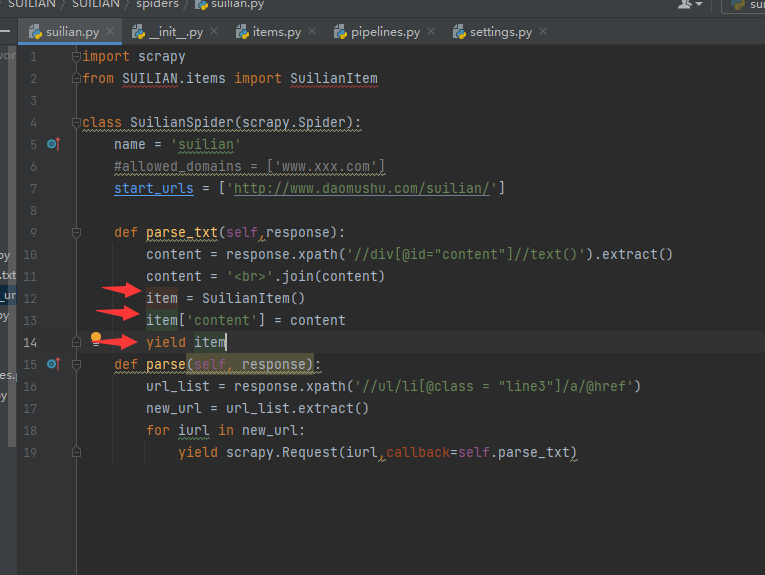 SUILIAN SUILIAN spiders suilian.py
suilian.py __init__.py items.py pipelines.py settings.py
1 import scrapy
2 from SUILIAN.items import SuilianItem
3
4 class SuilianSpider(scrapy.Spider):
5 name = 'suilian'
6 #allowed_domains = ['www.xxx.com']
7 start_urls = ['http://www.daomushu.com/suilian/']
8
9 def parse_txt(self,response):
10 content = response.xpath('//div[@id="content"]//text()').extract()
11 content = '<br>'.join(content)
12 item = SuilianItem()
13 item['content'] = content
14 yield item
15 def parse(self, response):
16 url_list = response.xpath('//ul/li[@class = "line3"]/a/@href')
17 new_url = url_list.extract()
18 for iurl in new_url:
19 yield scrapy.Request(iurl,callback=self.parse_txt)